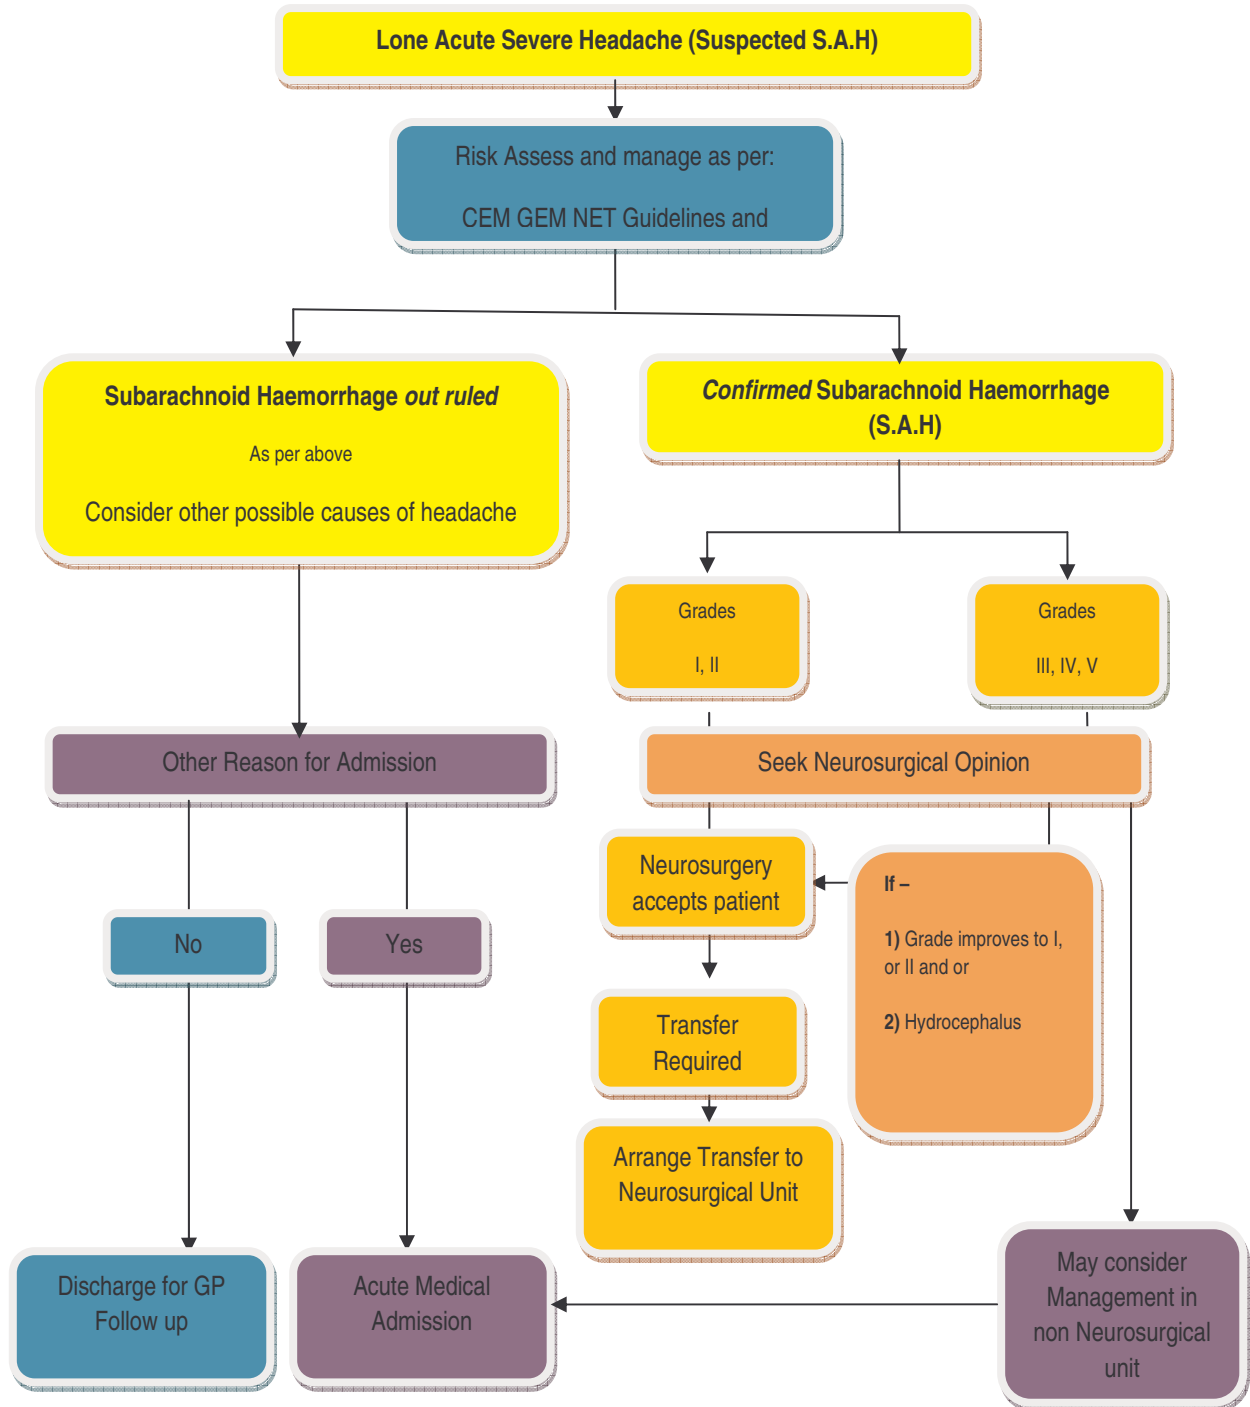 Lone Acute Severe Headache (Suspected S.A.H)
Risk Assess and manage as per:
CEM GEM NET Guidelines and
Subarachnoid Haemorrhage out ruled
As per above
Consider other possible causes of headache
Confirmed Subarachnoid Haemorrhage
(S.A.H)
Grades
I, II
Grades
III, IV, V
Other Reason for Admission
Seek Neurosurgical Opinion
Neurosurgery
accepts patient
If –
1) Grade improves to I,
or II and or
2) Hydrocephalus
No
Yes
Transfer
Required
Arrange Transfer to
Neurosurgical Unit
Discharge for GP
Follow up
Acute Medical
Admission
May consider
Management in
non Neurosurgical
unit